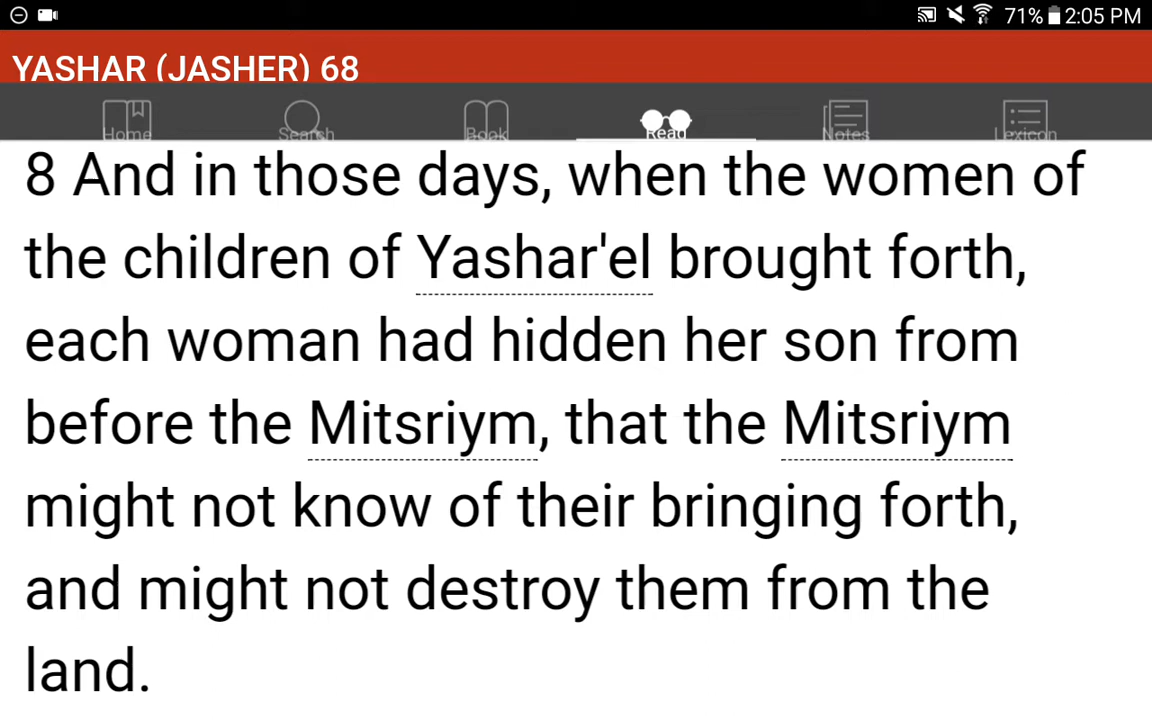 71% 2:05 PM
YASHAR (JASHER) 68
Home Search Book Read Notes Lexicon
8 And in those days, when the women of
the children of Yashar'el brought forth,
each woman had hidden her son from
before the Mitsriym, that the Mitsriym
might not know of their bringing forth,
and might not destroy them from the
land.